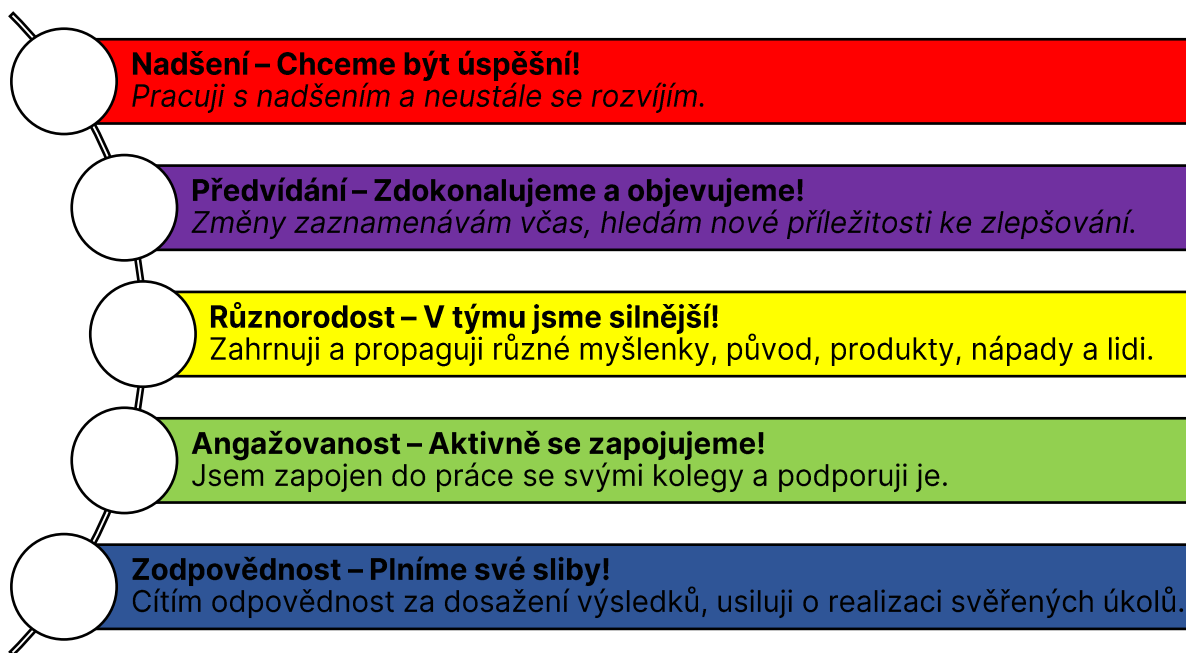 Nadšení – Chceme být úspěšní!
Pracuji s nadšením a neustále se rozvíjím.
Předvídání – Zdokonalujeme a objevujeme!
Změny zaznamenávám včas, hledám nové příležitosti ke zlepšování.
Různorodost – V týmu jsme silnější!
Zahrnuji a propaguji různé myšlenky, původ, produkty, nápady a lidi.
Angažovanost – Aktivně se zapojujeme!
Jsem zapojen do práce se svými kolegy a podporuji je.
Zodpovědnost – Plníme své sliby!
Cítím odpovědnost za dosažení výsledků, usiluji o realizaci svěřených úkolů.